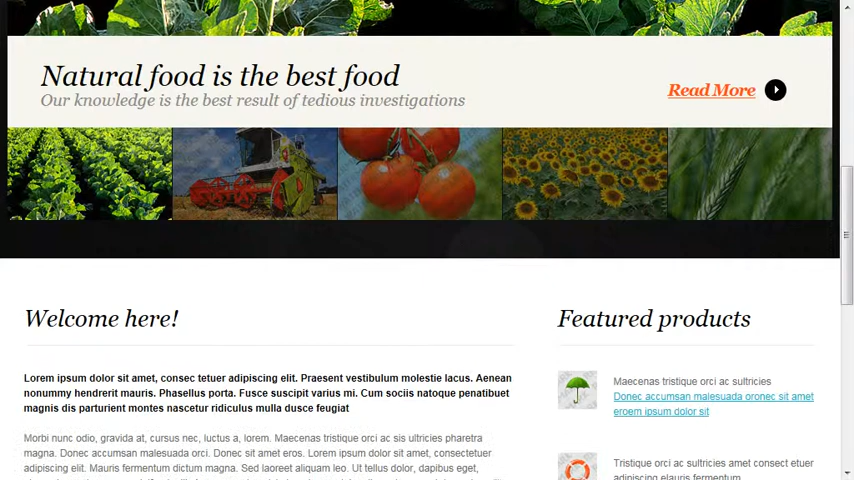 Natural food is the best food
Our knowledge is the best result of tedious investigations
Read More
Welcome here!
Lorem ipsum dolor sit amet, consec tetuer adipiscing elit. Praesent vestibulum molestie lacus. Aenean
nonummy hendrerit mauris. Phasellus porta. Fusce suscipit varius mi. Cum sociis natoque penatibuet
magnis dis parturient montes nascetur ridiculus mulla dusce feugiat
Morbi nunc odio, gravida at, cursus nec, luctus a, lorem. Maecenas tristique orci ac sis ultricies pharetra
magna. Donec accumsan malesuada orci. Donec sit amet eros. Lorem ipsum dolor sit amet, consectetuer
adipiscing elit. Mauris fermentum dictum magna. Sed laoreet aliquam leo. Ut tellus dolor, dapibus eget,
Featured products
Maecenas tristique orci ac sultricies
Donec accumsan malesuada oronec sit amet
eroem ipsum dolor sit
Tristique orci ac sultricies amet consect etuer
adipiscing elauris fermentum